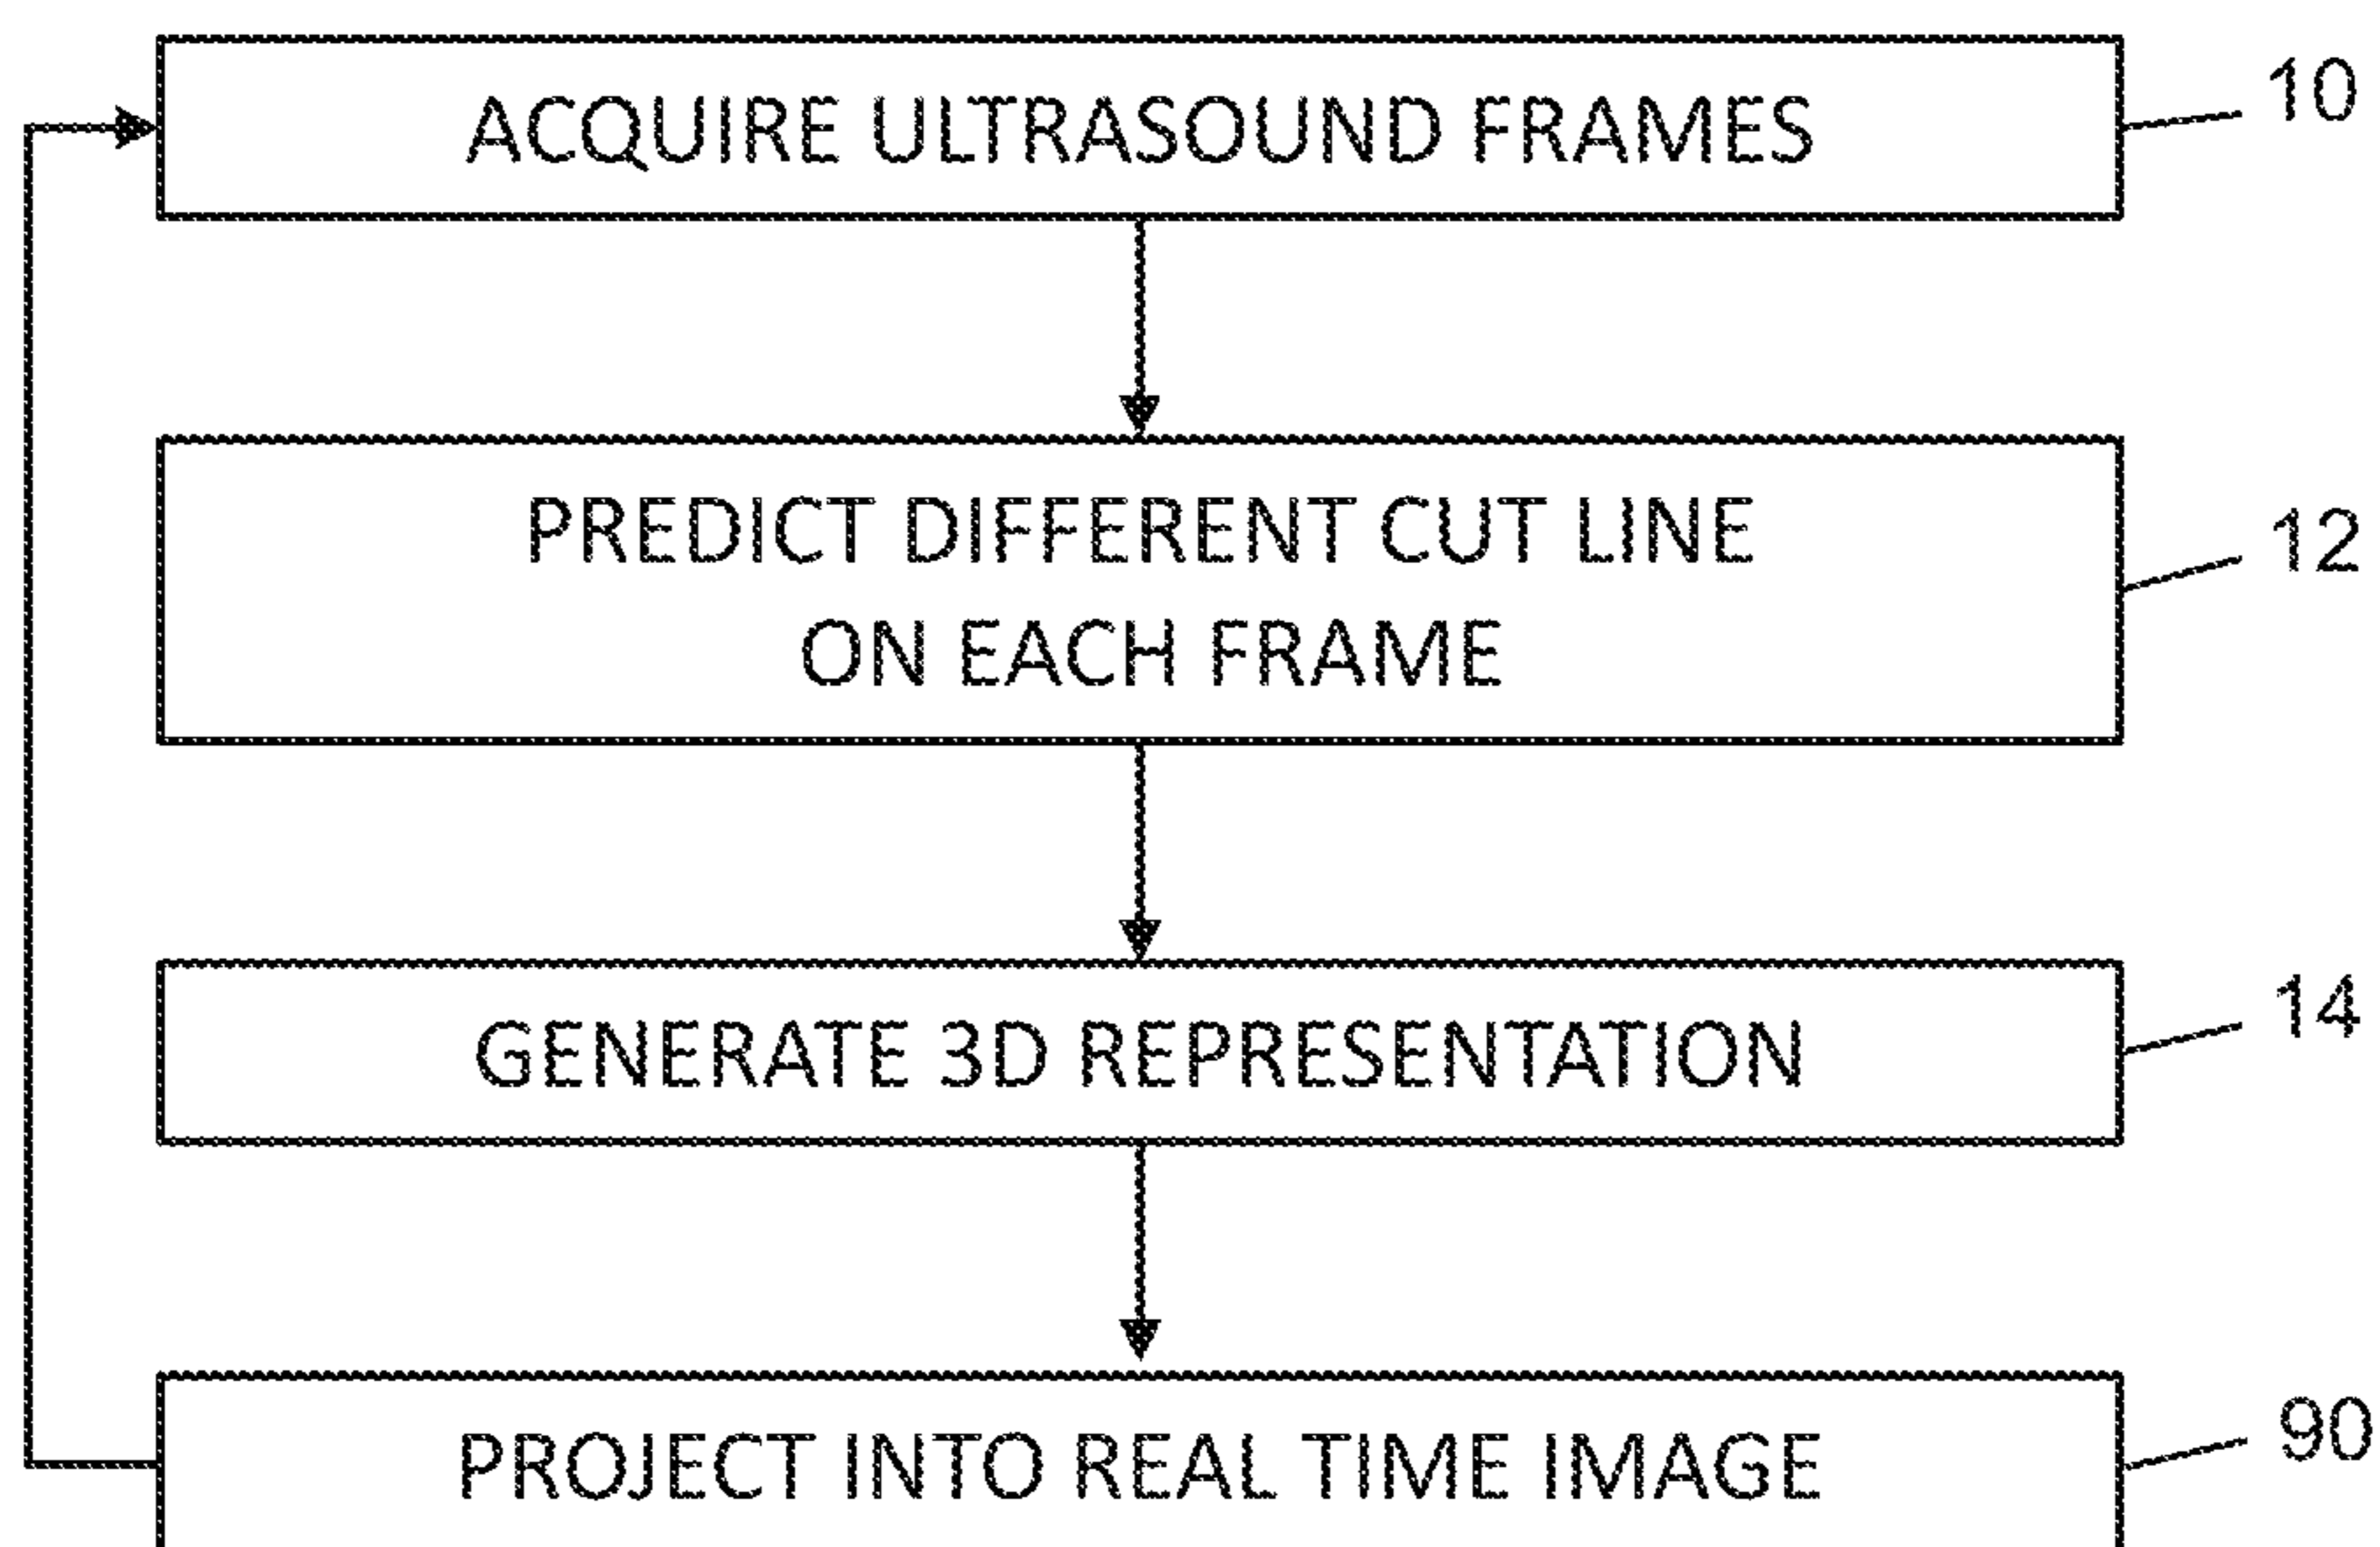 ACQUIRE ULTRASOUND FRAMES
10
PREDICT DIFFERENT CUT LINE
ON EACH FRAME
12
GENERATE 3D REPRESENTATION
14
PROJECT INTO REAL TIME IMAGE
90